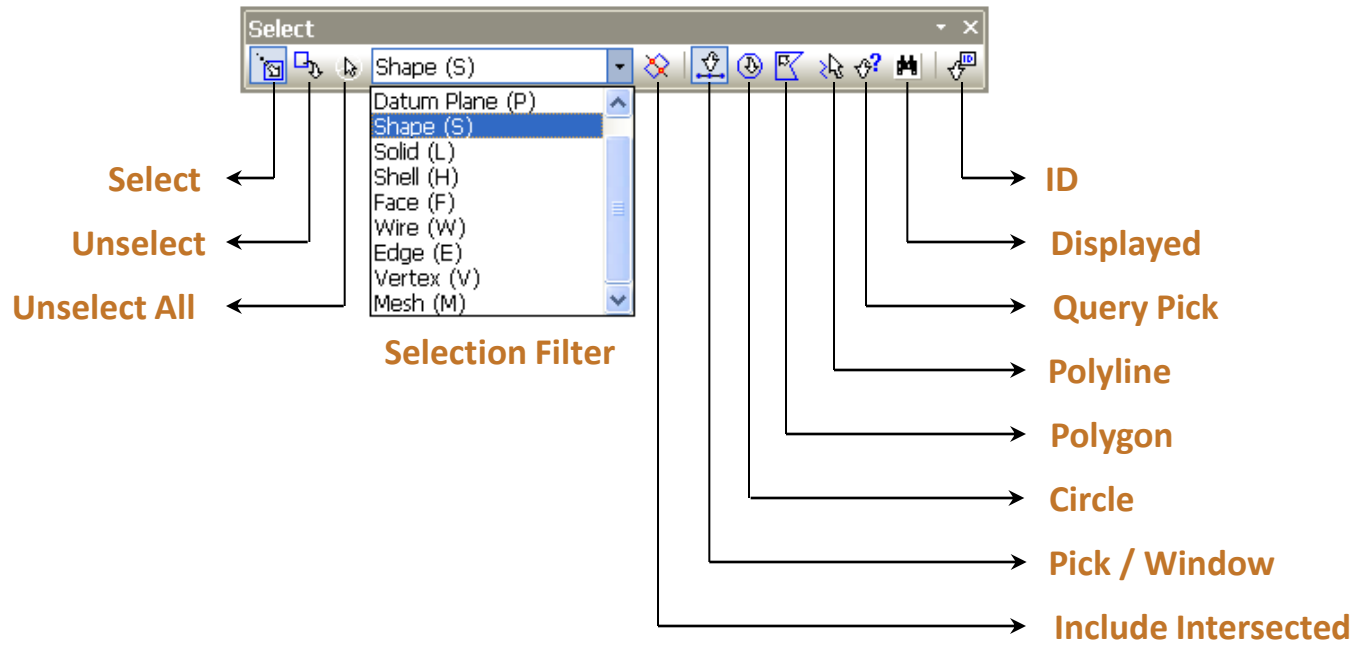 Select
Shape (S)
ID
Datum Plane (P)
Shape (S)
Solid (L)
Shell (H)
Face (F)
Wire (W)
Edge (E)
Vertex (V)
Mesh (M)
Selection Filter
Select
Unselect
Unselect All
ID
Displayed
Query Pick
Polyline
Polygon
Circle
Pick / Window
Include Intersected